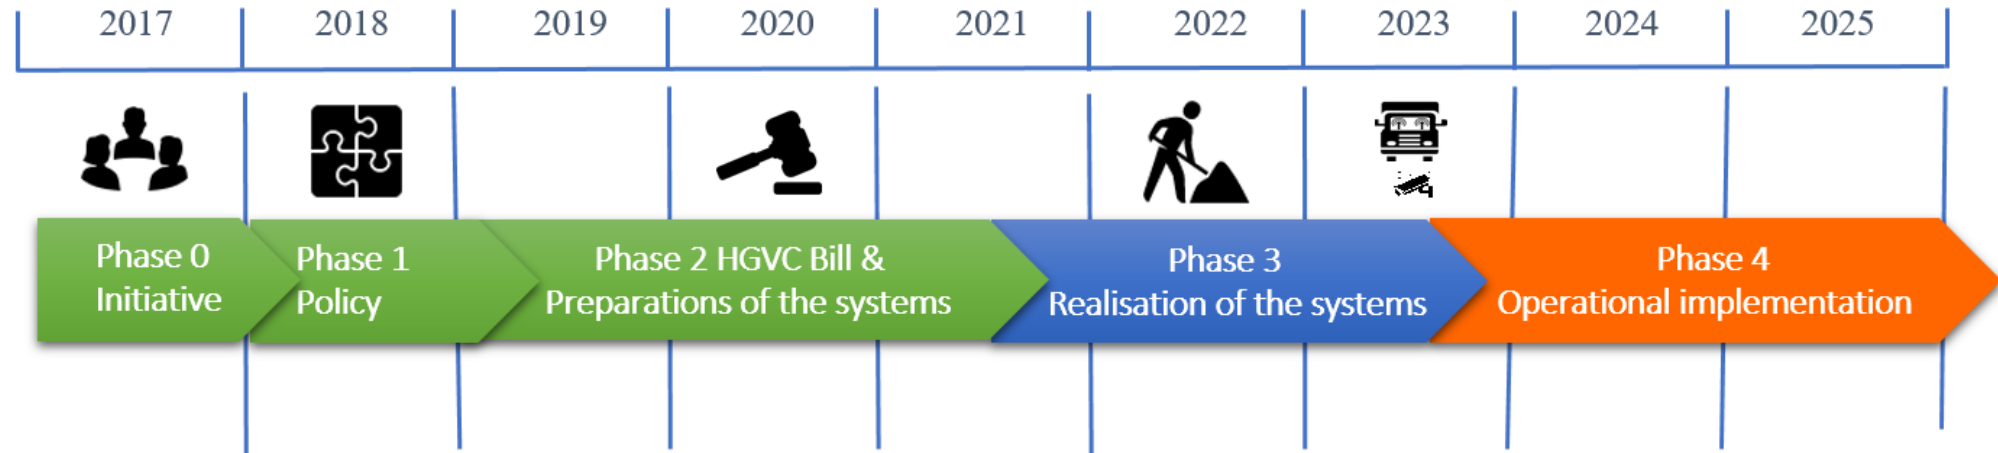 2017 2018 2019 2020 2021 2022 2023 2024 2025
Phase 0
Initiative
Phase 1
Policy
Phase 2 HGVC Bill &
Preparations of the systems
Phase 3
Realisation of the systems
Phase 4
Operational implementation